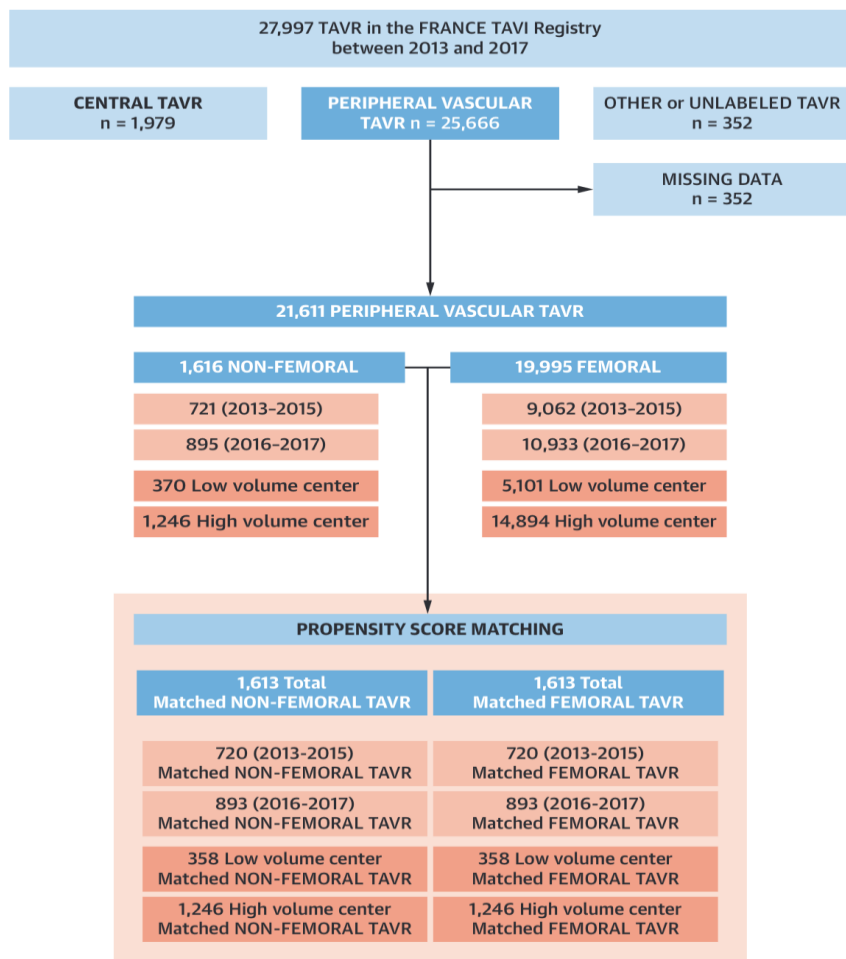 27,997 TAVR in the FRANCE TAVI Registry
between 2013 and 2017
CENTRAL TAVR
n = 1,979
PERIPHERAL VASCULAR
TAVR n = 25,666
OTHER or UNLABELED TAVR
n = 352
MISSING DATA
n = 352
21,611 PERIPHERAL VASCULAR TAVR
1,616 NON-FEMORAL
19,995 FEMORAL
721 (2013–2015)
9,062 (2013–2015)
895 (2016–2017)
10,933 (2016–2017)
370 Low volume center
5,101 Low volume center
1,246 High volume center
14,894 High volume center
PROPENSITY SCORE MATCHING
1,613 Total
Matched NON-FEMORAL TAVR
1,613 Total
Matched FEMORAL TAVR
720 (2013-2015)
Matched NON-FEMORAL TAVR
720 (2013-2015)
Matched FEMORAL TAVR
893 (2016-2017)
Matched NON-FEMORAL TAVR
893 (2016-2017)
Matched FEMORAL TAVR
358 Low volume center
Matched NON-FEMORAL TAVR
358 Low volume center
Matched FEMORAL TAVR
1,246 High volume center
Matched NON-FEMORAL TAVR
1,246 High volume center
Matched FEMORAL TAVR